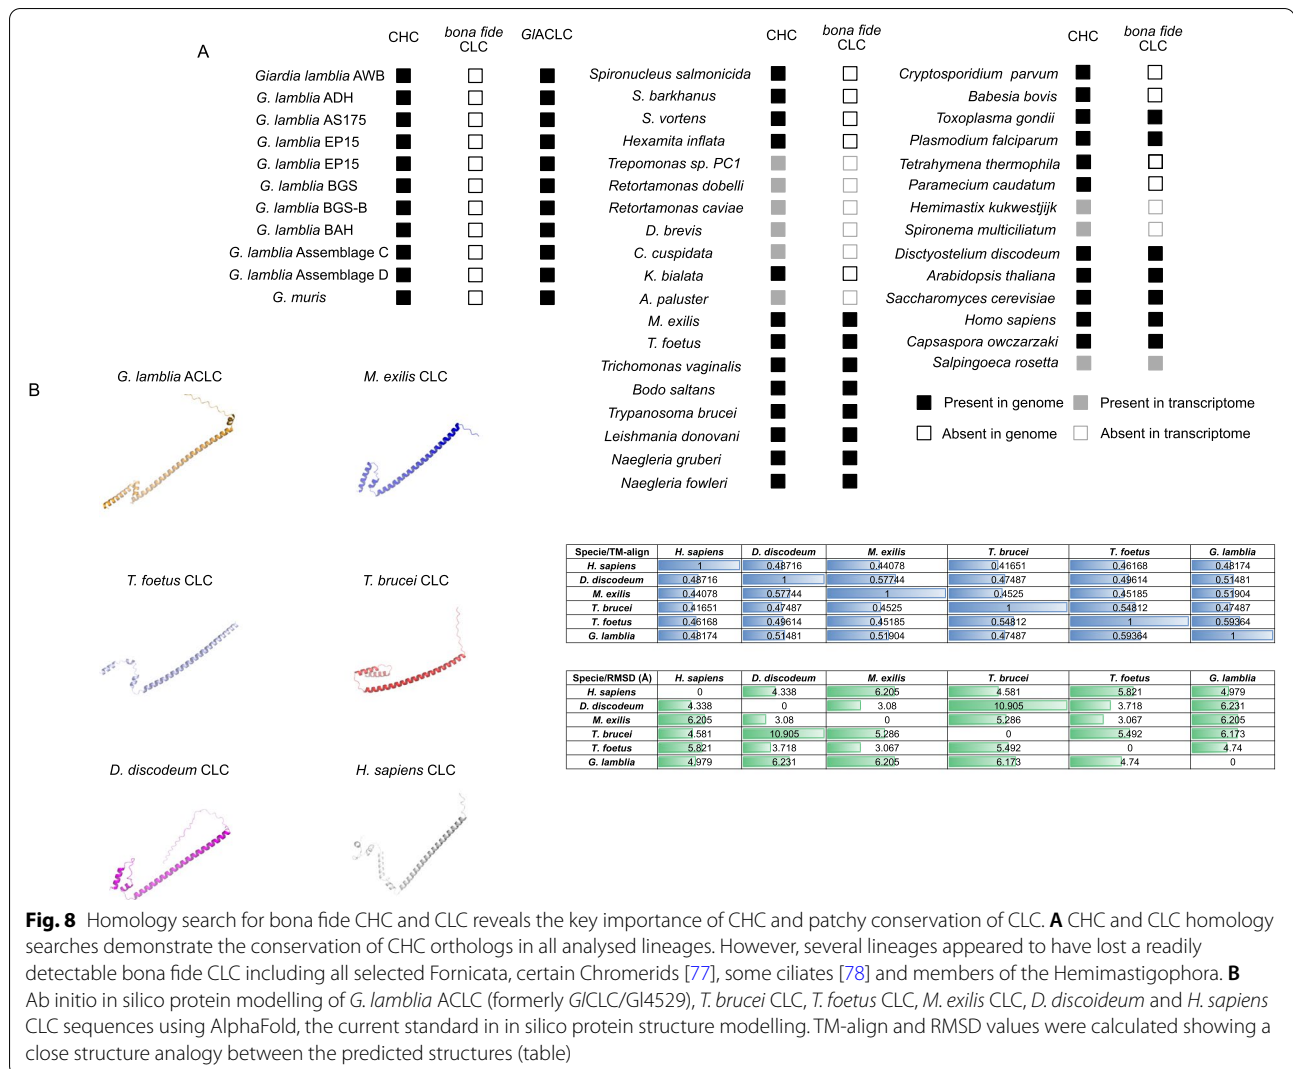 A
CHC bona fide CLC GlACLC
Giardia lamblia AWB
G. lamblia ADH
G. lamblia AS175
G. lamblia EP15
G. lamblia EP15
G. lamblia BGS
G. lamblia BGS-B
G. lamblia BAH
G. lamblia Assemblage C
G. lamblia Assemblage D
G. muris
CHC bona fide CLC
Spironucleus salmonicida
S. barkhanus
S. vortens
Hexamita inflata
Trepomonas sp. PC1
Retortamonas dobelli
Retortamonas caviae
D. brevis
C. cuspidata
K. bialata
A. paluster
M. exilis
T. foetus
Trichomonas vaginalis
Bodo saltans
Trypanosoma brucei
Leishmania donovani
Naegleria gruberi
Naegleria fowleri
CHC bona fide CLC
Cryptosporidium parvum
Babesia bovis
Toxoplasma gondii
Plasmodium falciparum
Tetrahymena thermophila
Paramecium caudatum
Hemimastix kukwestjijk
Spironema multiciliatum
Disctyostelium discodeum
Arabidopsis thaliana
Saccharomyces cerevisiae
Homo sapiens
Capsaspora owczarzaki
Salpingoeca rosetta
Present in genome Present in transcriptome
Absent in genome Absent in transcriptome
B
G. lamblia ACLC M. exilis CLC
T. foetus CLC T. brucei CLC
D. discodeum CLC H. sapiens CLC
Specie/TM-align H. sapiens D. discodeum M. exilis T. brucei T. foetus G. lamblia
H. sapiens 1 0.48716 0.44078 0.41651 0.46168 0.48174
D. discodeum 0.48716 1 0.57744 0.47487 0.49614 0.51481
M. exilis 0.44078 0.57744 1 0.4525 0.45185 0.51904
T. brucei 0.41651 0.47487 0.4525 1 0.54812 0.47487
T. foetus 0.46168 0.49614 0.45185 0.54812 1 0.59364
G. lamblia 0.48174 0.51481 0.51904 0.47487 0.59364 1
Specie/RMSD (Å) H. sapiens D. discodeum M. exilis T. brucei T. foetus G. lamblia
H. sapiens 0 4.338 6.205 4.581 5.821 4.979
D. discodeum 4.338 0 3.08 10.905 3.718 6.231
M. exilis 6.205 3.08 0 5.286 3.067 6.205
T. brucei 4.581 10.905 5.286 0 5.492 6.173
T. foetus 5.821 3.718 3.067 5.492 0 4.74
G. lamblia 4.979 6.231 6.205 6.173 4.74 0
Fig. 8 Homology search for bona fide CHC and CLC reveals the key importance of CHC and patchy conservation of CLC. A CHC and CLC homology
searches demonstrate the conservation of CHC orthologs in all analysed lineages. However, several lineages appeared to have lost a readily
detectable bona fide CLC including all selected Fornicata, certain Chromerids [77], some ciliates [78] and members of the Hemimastigophora. B
Ab initio in silico protein modelling of G. lamblia ACLC (formerly GlCLC/Gl4529), T. brucei CLC, T. foetus CLC, M. exilis CLC, D. discoideum and H. sapiens
CLC sequences using AlphaFold, the current standard in in silico protein structure modelling. TM-align and RMSD values were calculated showing a
close structure analogy between the predicted structures (table)